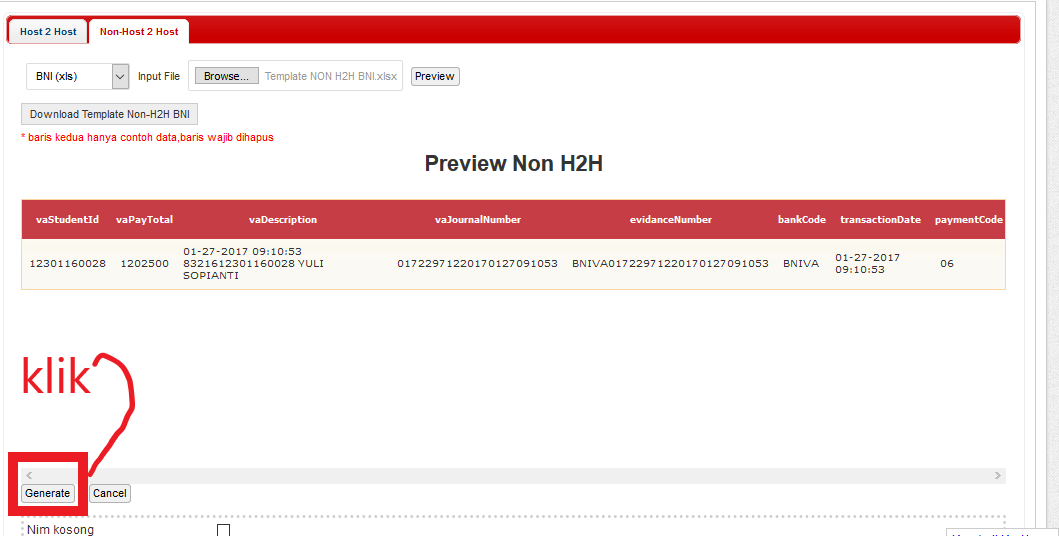 Host 2 Host Non-Host 2 Host
BNI (xls) Input File Browse... Template NON H2H BNI.xlsx Preview
Download Template Non-H2H BNI
* baris kedua hanya contoh data,baris wajib dihapus
Preview Non H2H
vaStudentId vaPayTotal vaDescription vaJournalNumber evidanceNumber bankCode transactionDate paymentCode
12301160028 1202500 01-27-2017 09:10:53 8321612301160028 YULI SOPIANTI 01722971220170127091053 BNIVA01722971220170127091053 BNIVA 01-27-2017 09:10:53 06
klik
Generate Cancel
Nim kosong